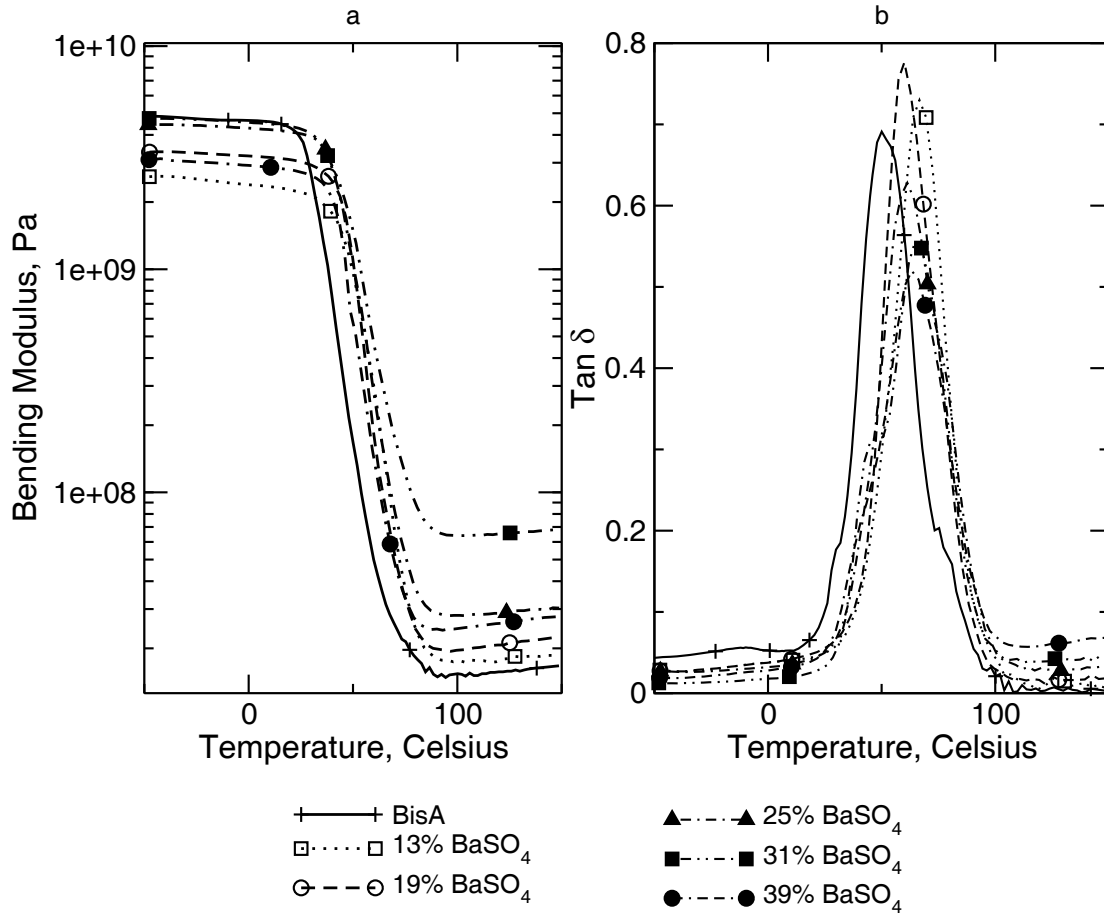 a
b
1e+10
1e+09
1e+08
Bending Modulus, Pa
0
100
Temperature, Celsius
0.8
0.6
0.4
0.2
0
Tan δ
0
100
Temperature, Celsius
BisA
13% BaSO4
19% BaSO4
25% BaSO4
31% BaSO4
39% BaSO4